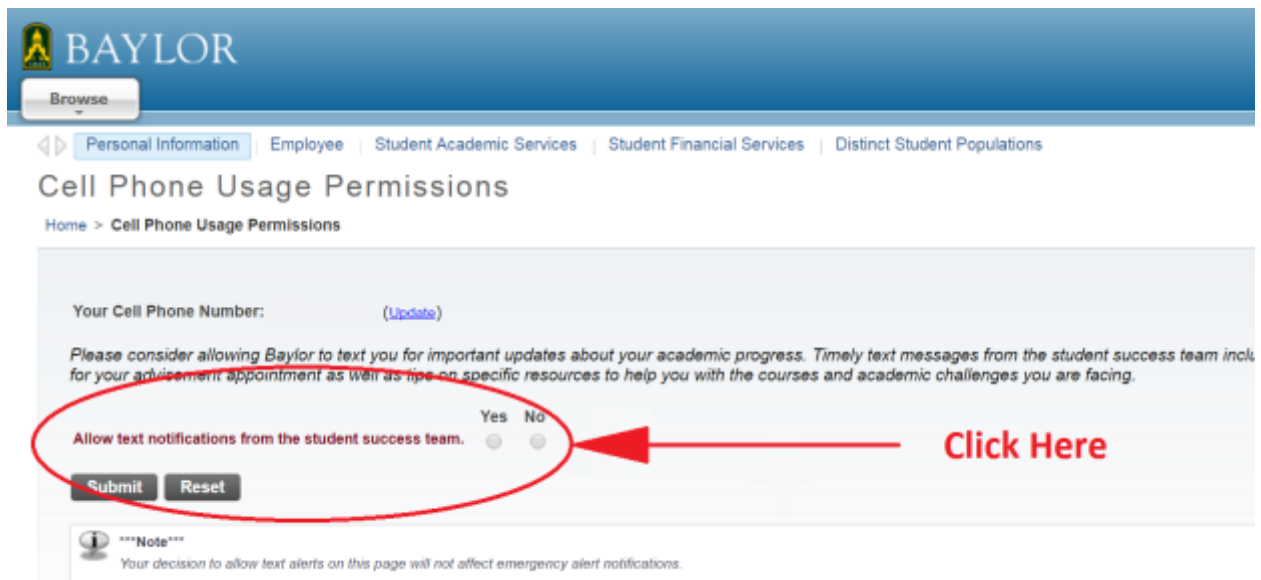 BAYLOR
Browse
Personal Information | Employee | Student Academic Services | Student Financial Services | Distinct Student Populations
Cell Phone Usage Permissions
Home > Cell Phone Usage Permissions
Your Cell Phone Number: (Update)
Please consider allowing Baylor to text you for important updates about your academic progress. Timely text messages from the student success team inclu
for your advisement appointment as well as tips on specific resources to help you with the courses and academic challenges you are facing.
Yes No
Allow text notifications from the student success team.
Click Here
Submit Reset
***Note***
Your decision to allow text alerts on this page will not affect emergency alert notifications.